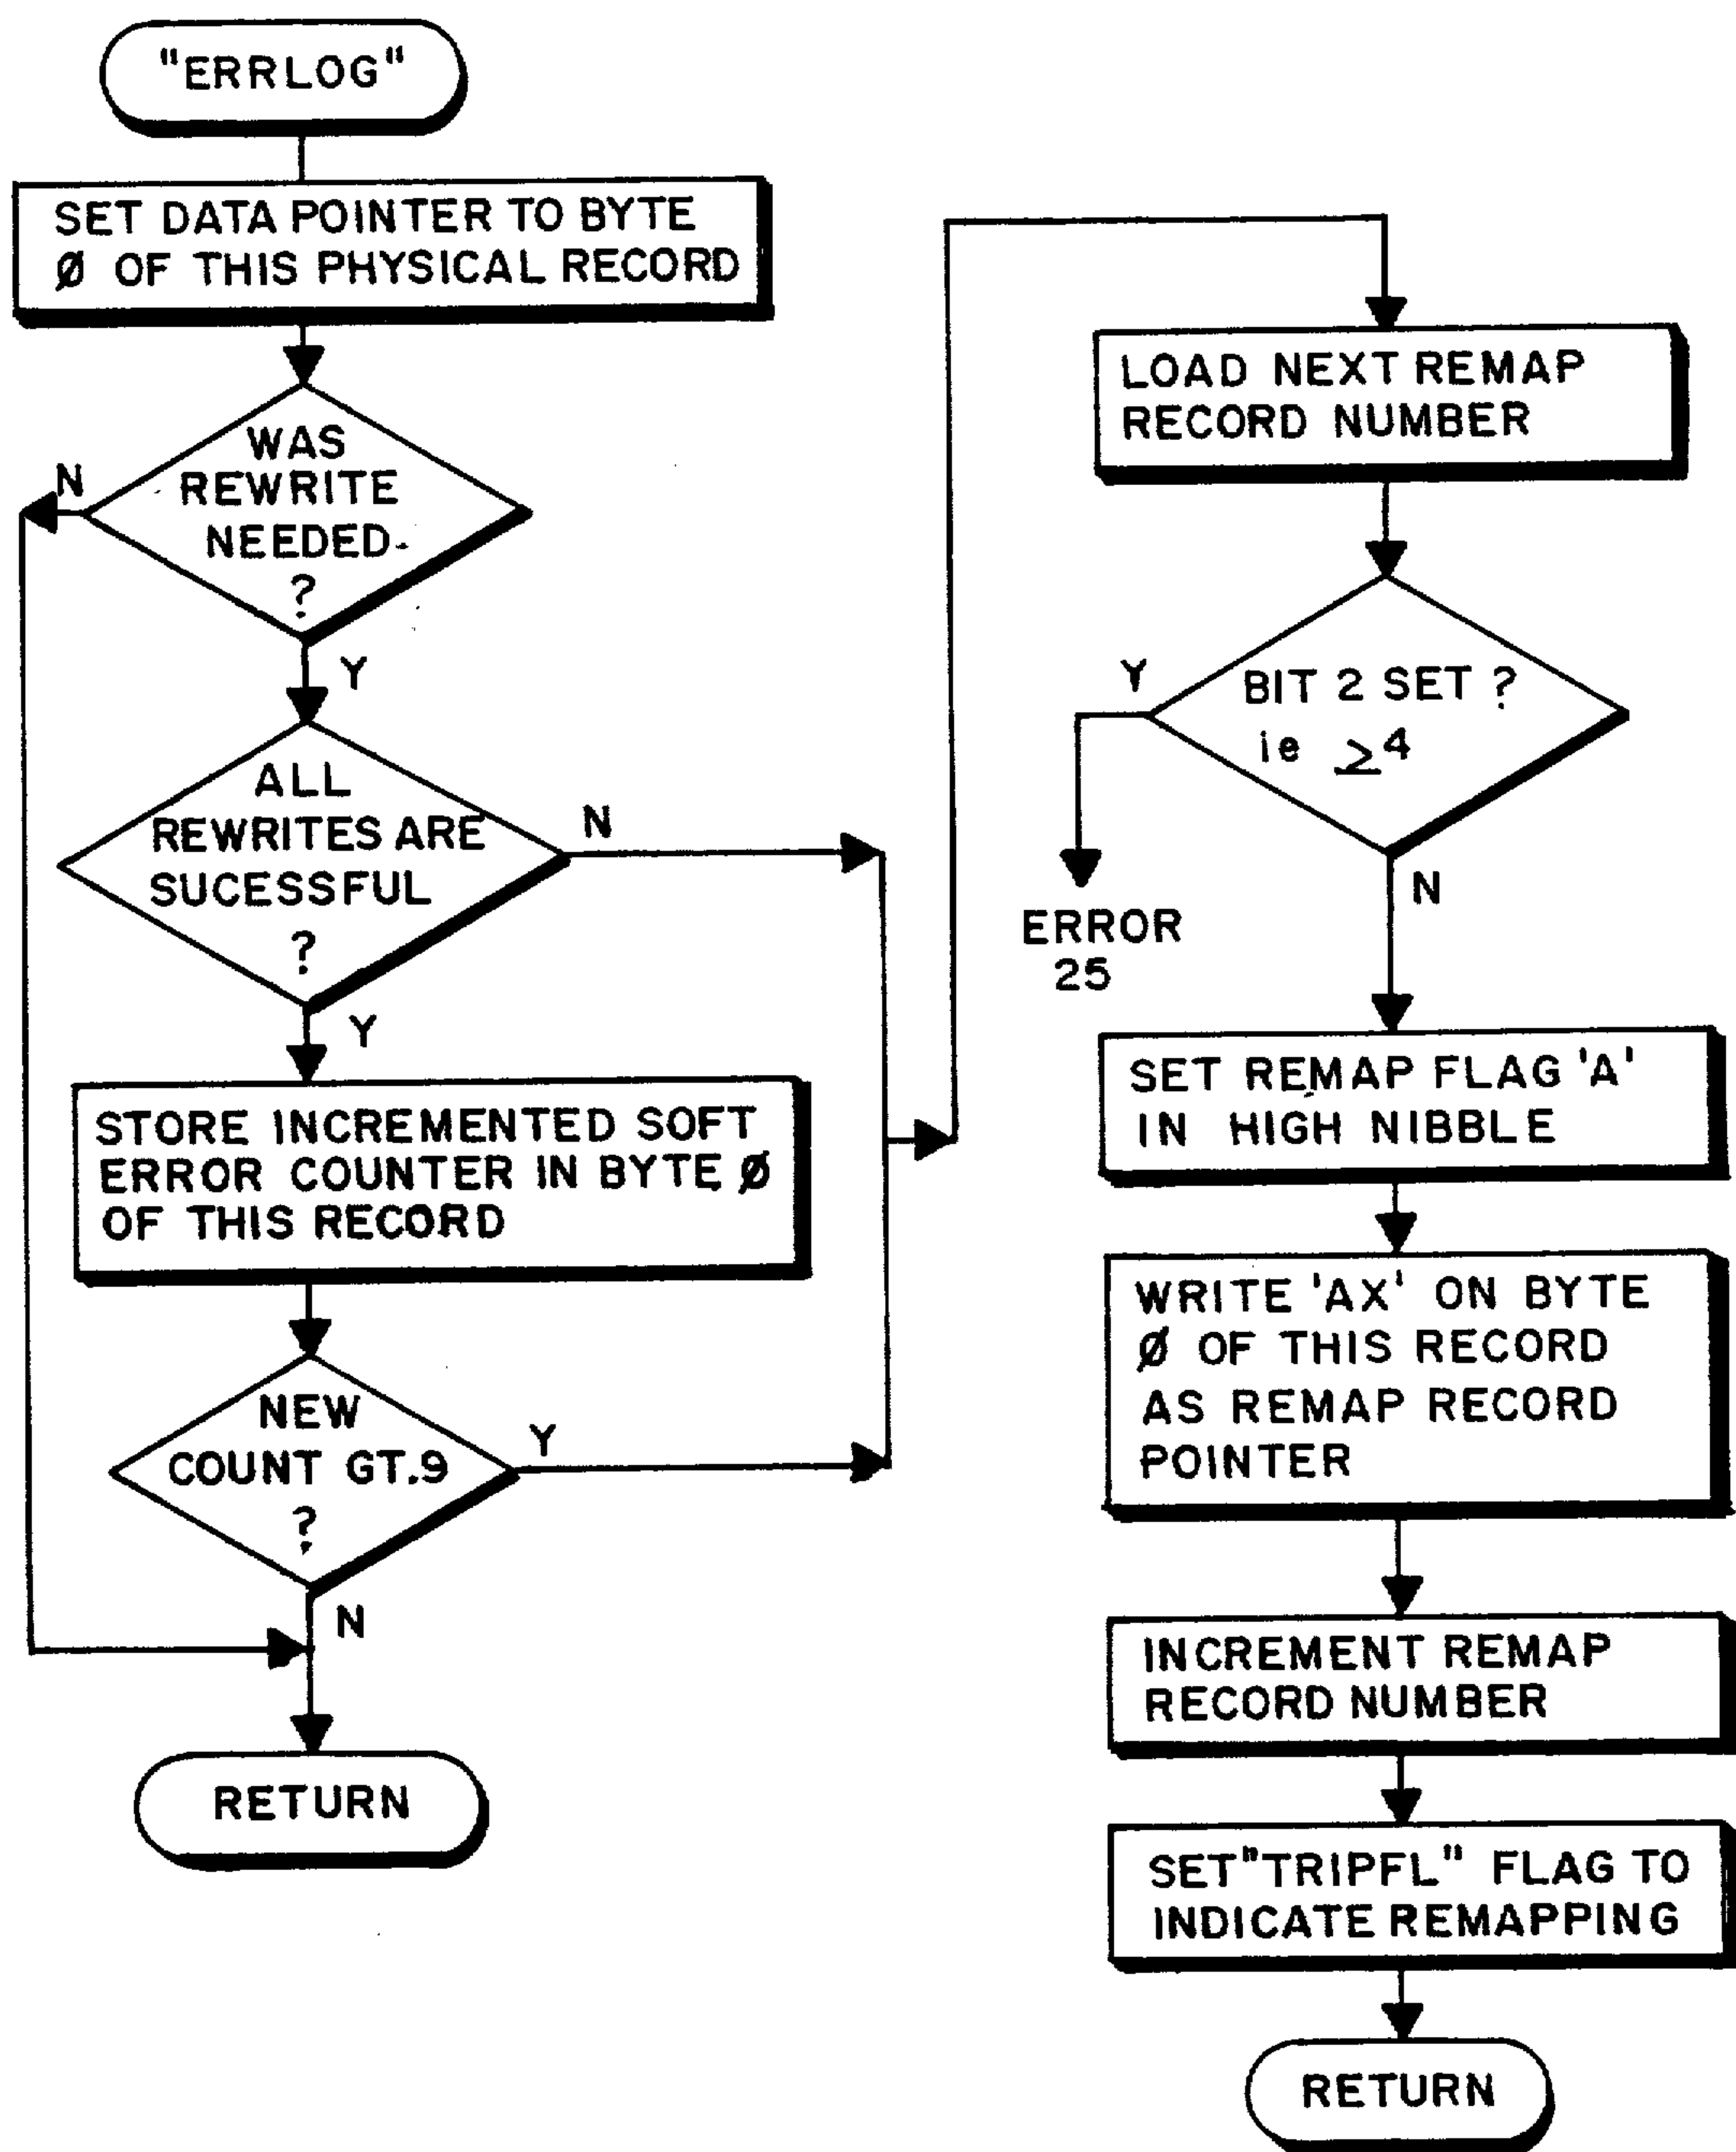 "ERRLOG"
SET DATA POINTER TO BYTE
Ø OF THIS PHYSICAL RECORD
WAS
REWRITE
NEEDED
?
N
Y
ALL
REWRITES ARE
SUCESSFUL
?
N
Y
STORE INCREMENTED SOFT
ERROR COUNTER IN BYTE Ø
OF THIS RECORD
NEW
COUNT GT.9
?
Y
N
RETURN
LOAD NEXT REMAP
RECORD NUMBER
BIT 2 SET ?
ie ≥4
Y
ERROR
25
N
SET REMAP FLAG 'A'
IN HIGH NIBBLE
WRITE 'AX' ON BYTE
Ø OF THIS RECORD
AS REMAP RECORD
POINTER
INCREMENT REMAP
RECORD NUMBER
SET "TRIPFL" FLAG TO
INDICATE REMAPPING
RETURN